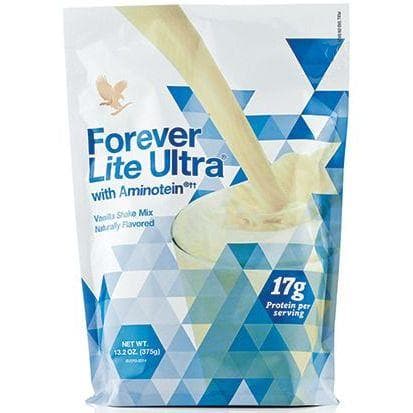 Forever
Lite Ultra®
with Aminotein®††
Vanilla Shake Mix
Naturally Flavored
17g
Protein per
serving
NET WT.
13.2 OZ. (375g)